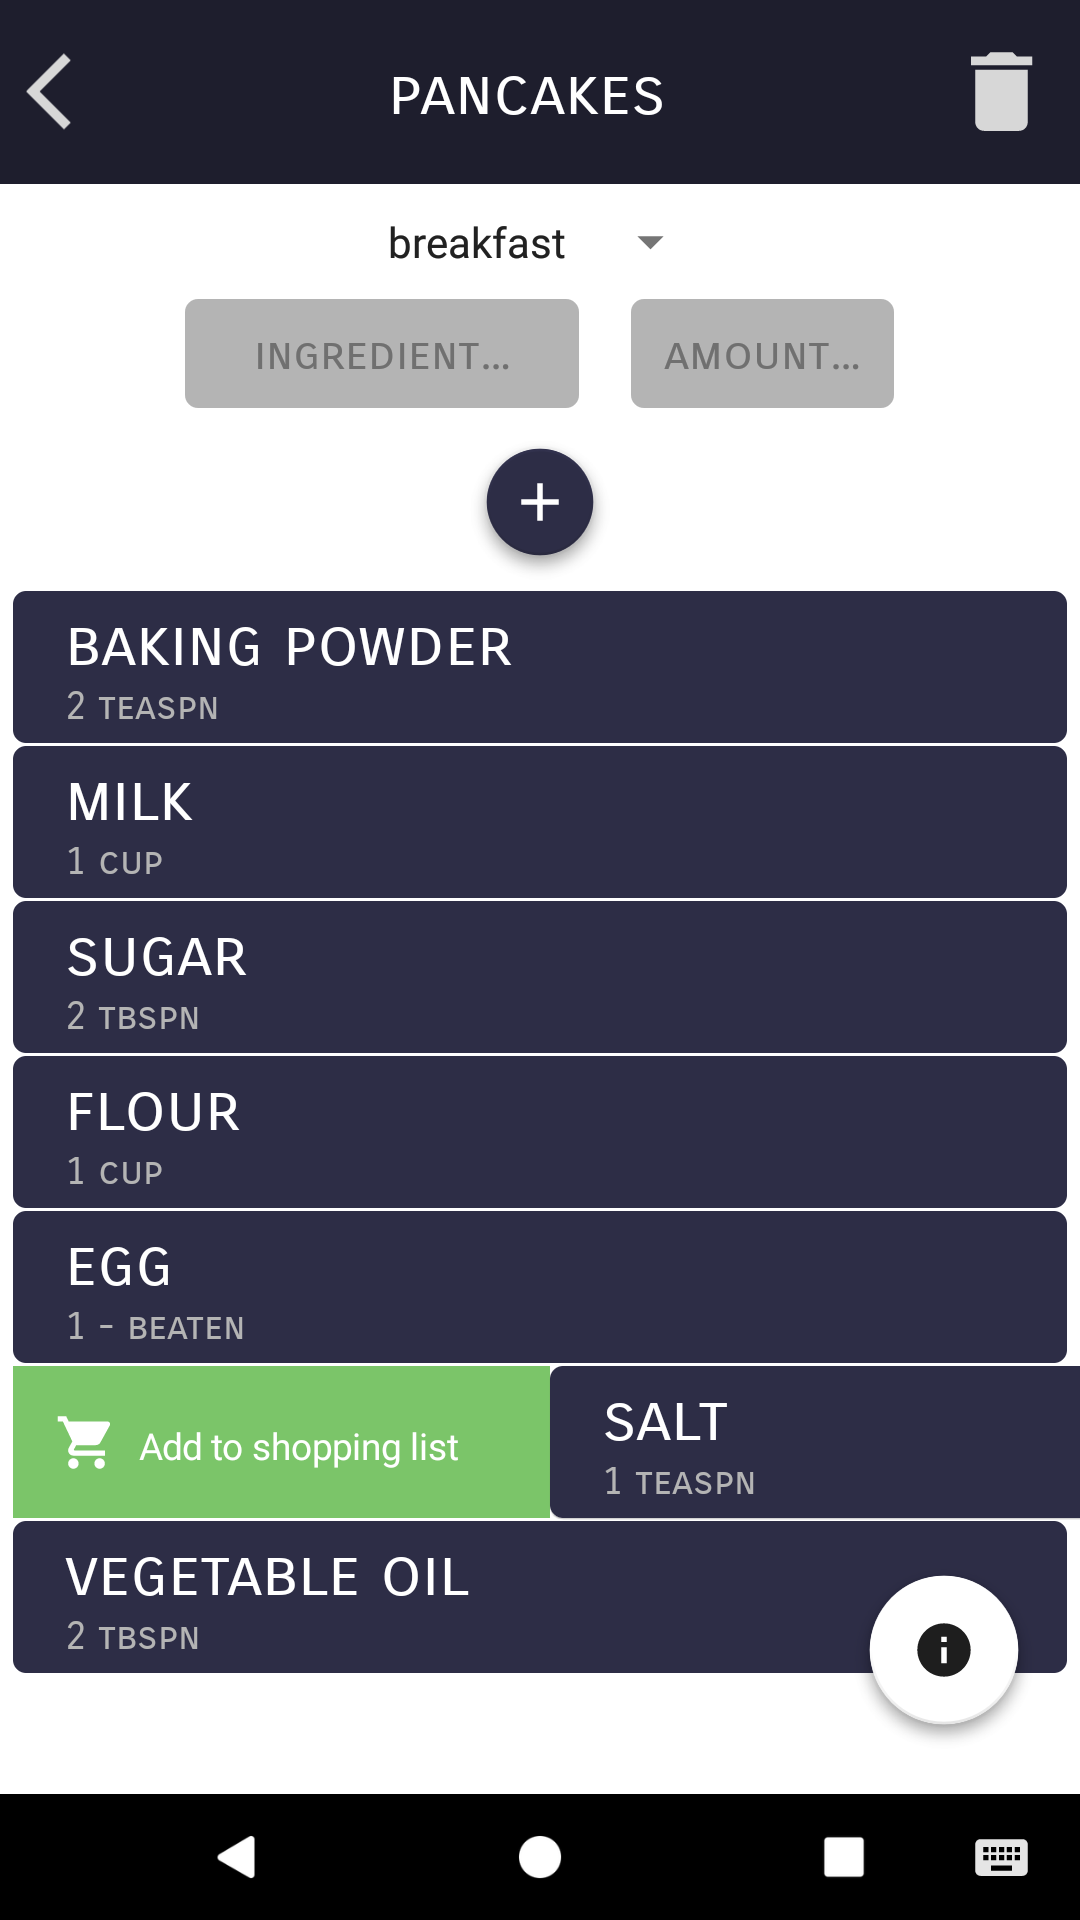 PANCAKES
breakfast
INGREDIENT... AMOUNT...
BAKING POWDER
2 TEASPN
MILK
1 CUP
SUGAR
2 TBSPN
FLOUR
1 CUP
EGG
1 - BEATEN
Add to shopping list
SALT
1 TEASPN
VEGETABLE OIL
2 TBSPN